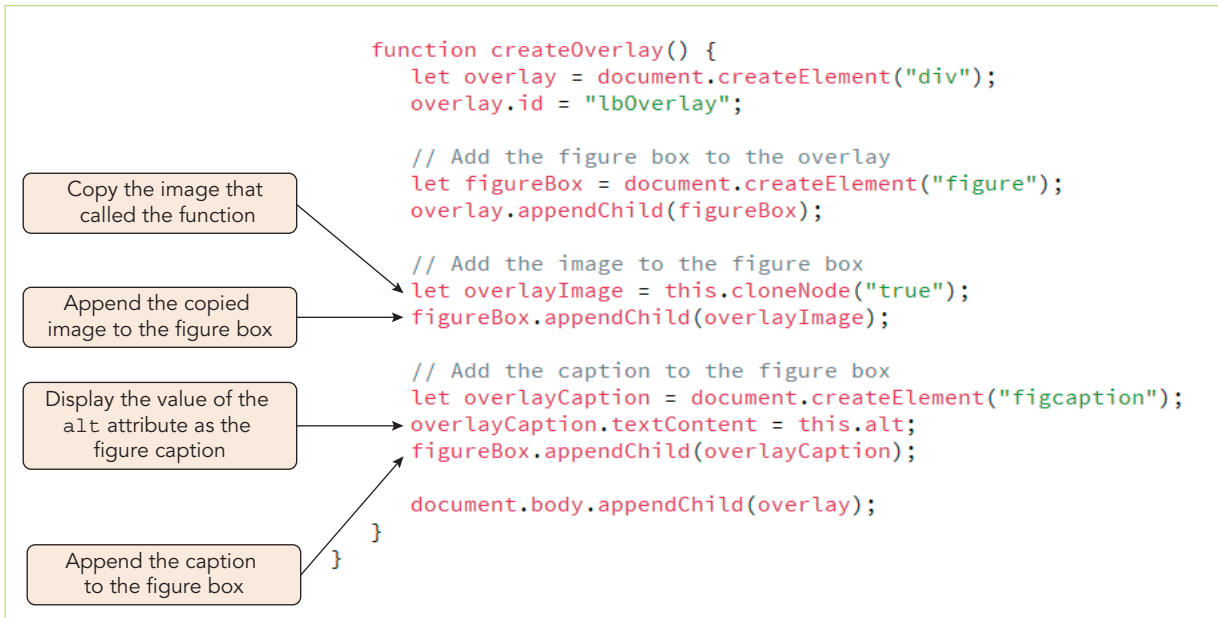 function createOverlay() {
let overlay = document.createElement("div");
overlay.id = "lbOverlay";
// Add the figure box to the overlay
let figureBox = document.createElement("figure");
overlay.appendChild(figureBox);
Copy the image that
called the function
// Add the image to the figure box
let overlayImage = this.cloneNode("true");
figureBox.appendChild(overlayImage);
Append the copied
image to the figure box
// Add the caption to the figure box
let overlayCaption = document.createElement("figcaption");
overlayCaption.textContent = this.alt;
figureBox.appendChild(overlayCaption);
Display the value of the
alt attribute as the
figure caption
document.body.appendChild(overlay);
}
}
Append the caption
to the figure box